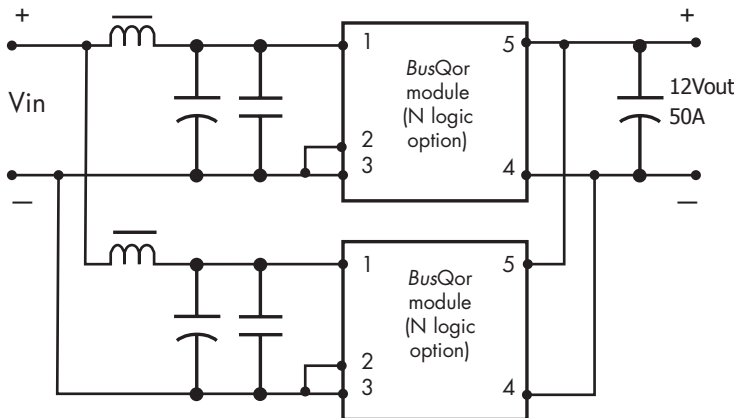 +
+
1
5
BusQor
module
(N logic
option)
Vin
12Vout
50A
2
3
4
—
—
1
5
BusQor
module
(N logic
option)
2
3
4